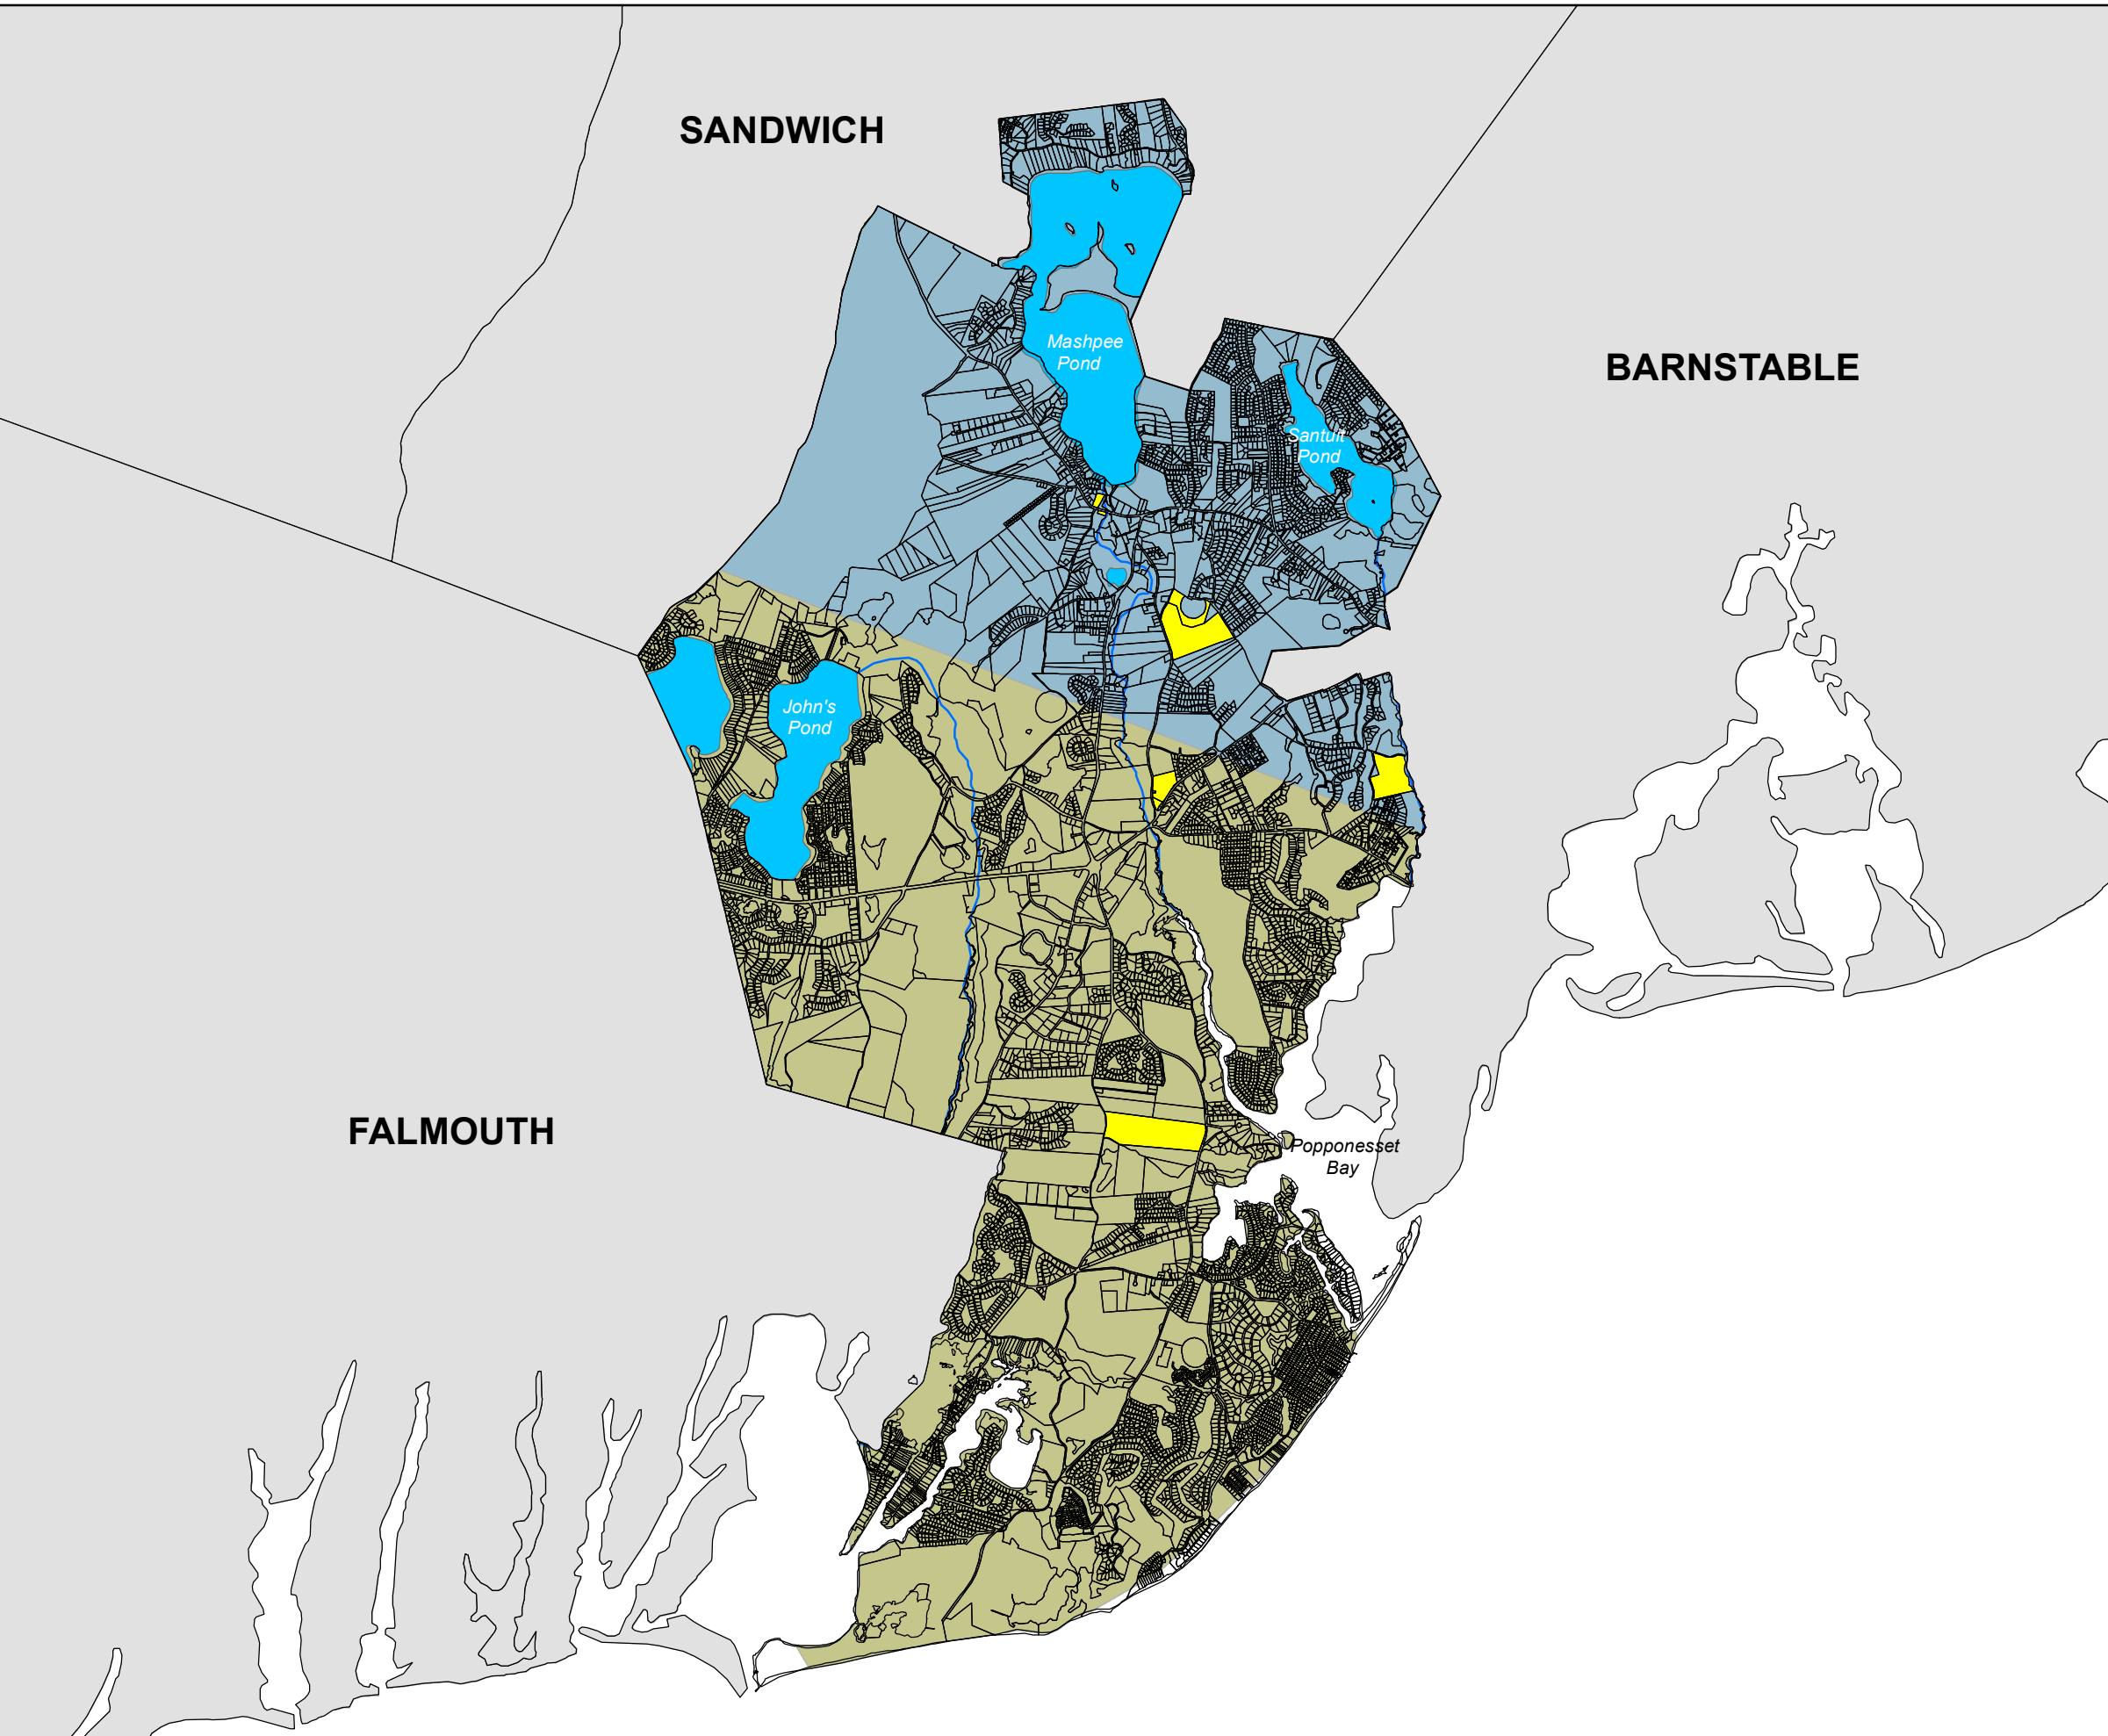 SANDWICH
Mashpee
Pond
BARNSTABLE
Santuit
Pond
John's
Pond
FALMOUTH
Popponesset
Bay